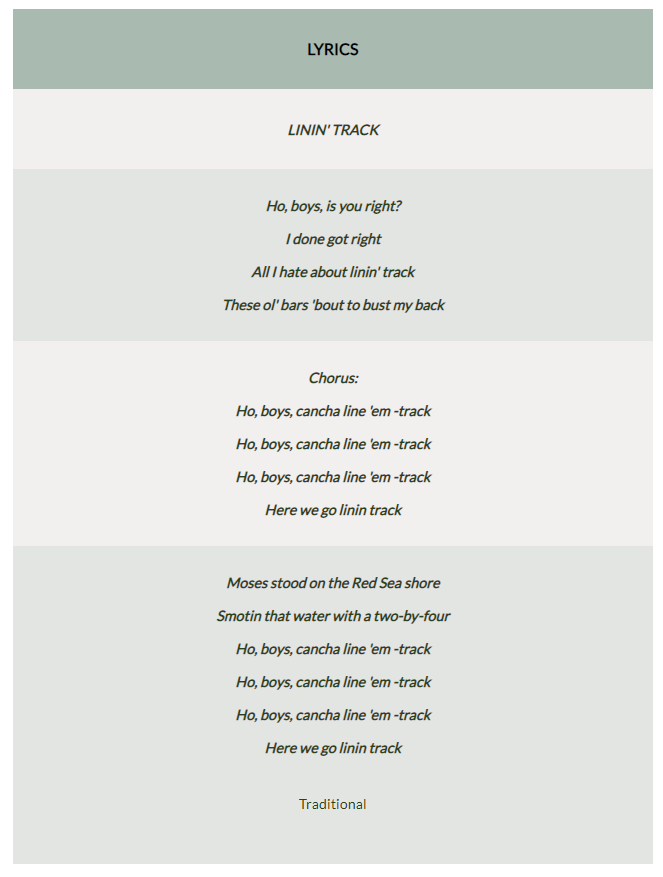 LYRICS
LININ' TRACK
Ho, boys, is you right?
I done got right
All I hate about linin' track
These ol' bars 'bout to bust my back
Chorus:
Ho, boys, cancha line 'em -track
Ho, boys, cancha line 'em -track
Ho, boys, cancha line 'em -track
Here we go linin track
Moses stood on the Red Sea shore
Smotin that water with a two-by-four
Ho, boys, cancha line 'em -track
Ho, boys, cancha line 'em -track
Ho, boys, cancha line 'em -track
Here we go linin track
Traditional